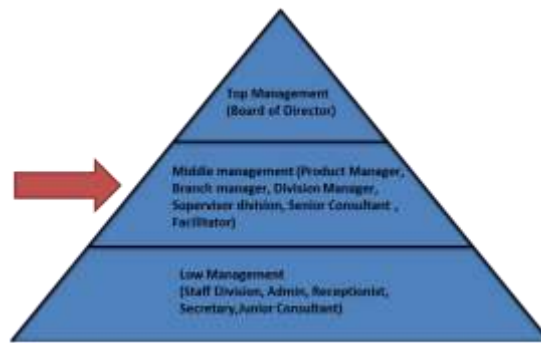 Top Management
(Board of Director)
Middle management (Product Manager,
Branch manager, Division Manager,
Supervisor division, Senior Consultant ,
Facilitator)
Low Management
(Staff Division, Admin, Receptionist,
Secretary,Junior Consultant)